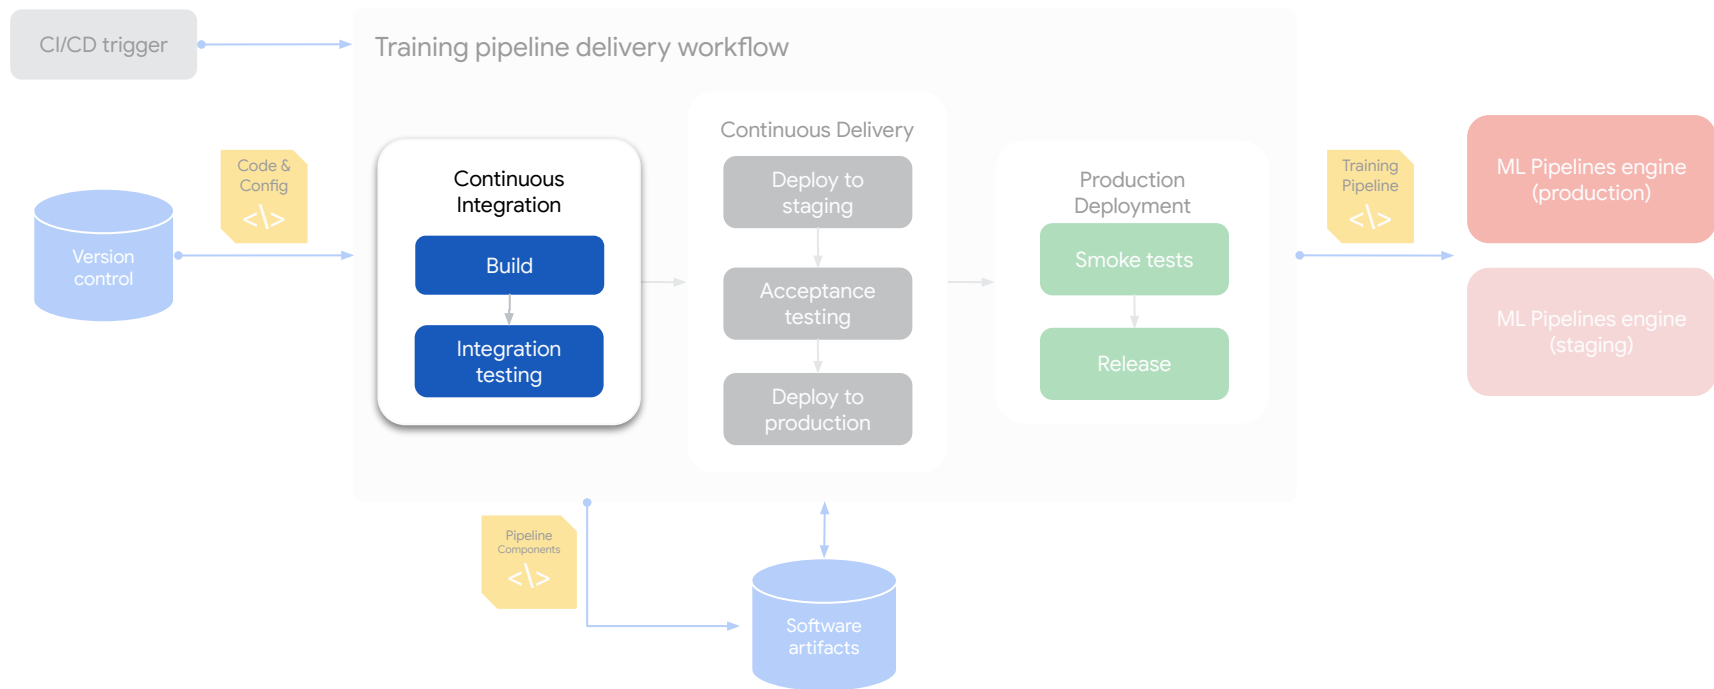 CI/CD trigger
Training pipeline delivery workflow
Code &
Config
</>
Version
control
Continuous
Integration
Build
Integration
testing
Continuous Delivery
Deploy to
staging
Acceptance
testing
Deploy to
production
Production
Deployment
Smoke tests
Release
Training
Pipeline
</>
ML Pipelines engine
(production)
ML Pipelines engine
(staging)
Pipeline
Components
</>
Software
artifacts